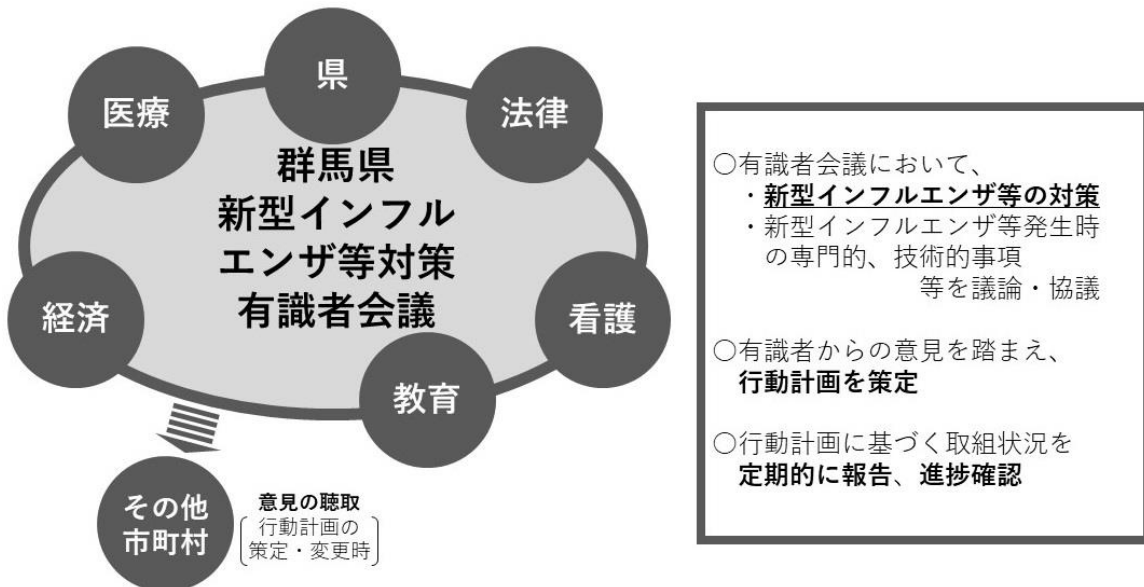 県
医療
法律
群馬県
新型インフル
エンザ等対策
有識者会議
経済
看護
教育
その他
市町村
意見の聴取
行動計画の
策定・変更時
○有識者会議において、
・新型インフルエンザ等の対策
・新型インフルエンザ等発生時
の専門的、技術的事項
等を議論・協議
○有識者からの意見を踏まえ、
行動計画を策定
○行動計画に基づく取組状況を
定期的に報告、進捗確認